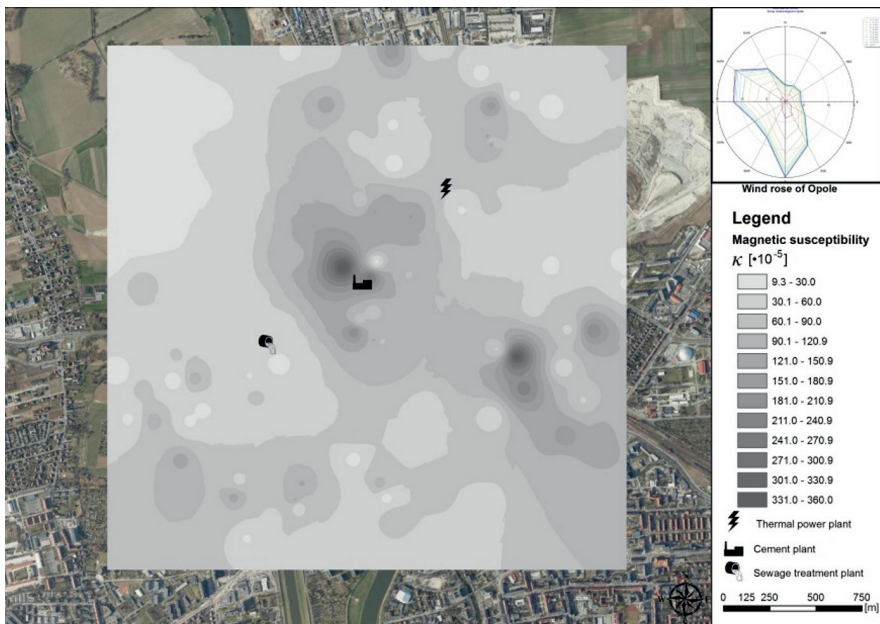 Wind rose of Opole
Legend
Magnetic susceptibility
κ [•10⁻⁵]
9.3 - 30.0
30.1 - 60.0
60.1 - 90.0
90.1 - 120.9
121.0 - 150.9
151.0 - 180.9
181.0 - 210.9
211.0 - 240.9
241.0 - 270.9
271.0 - 300.9
301.0 - 330.9
331.0 - 360.0
Thermal power plant
Cement plant
Sewage treatment plant
0 125 250 500 750
[m]